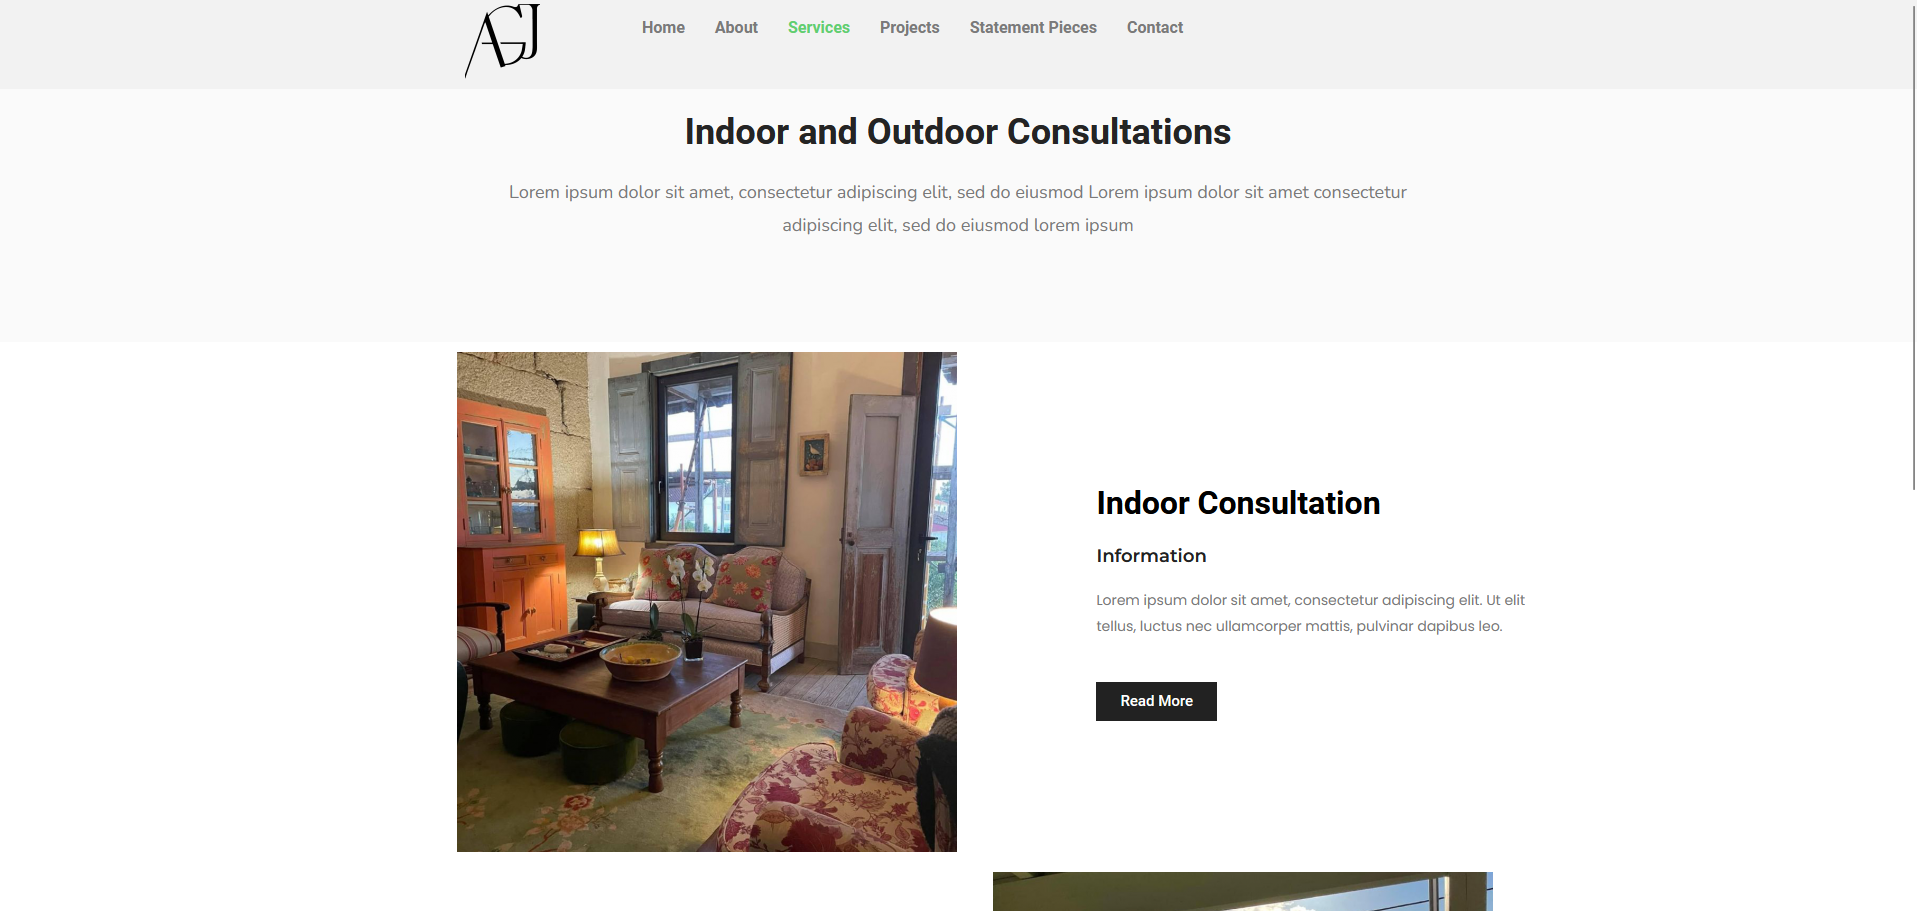 AGJ
Home About Services Projects Statement Pieces Contact
Indoor and Outdoor Consultations
Lorem ipsum dolor sit amet, consectetur adipiscing elit, sed do eiusmod Lorem ipsum dolor sit amet consectetur
adipiscing elit, sed do eiusmod lorem ipsum
Indoor Consultation
Information
Lorem ipsum dolor sit amet, consectetur adipiscing elit. Ut elit
tellus, luctus nec ullamcorper mattis, pulvinar dapibus leo.
Read More